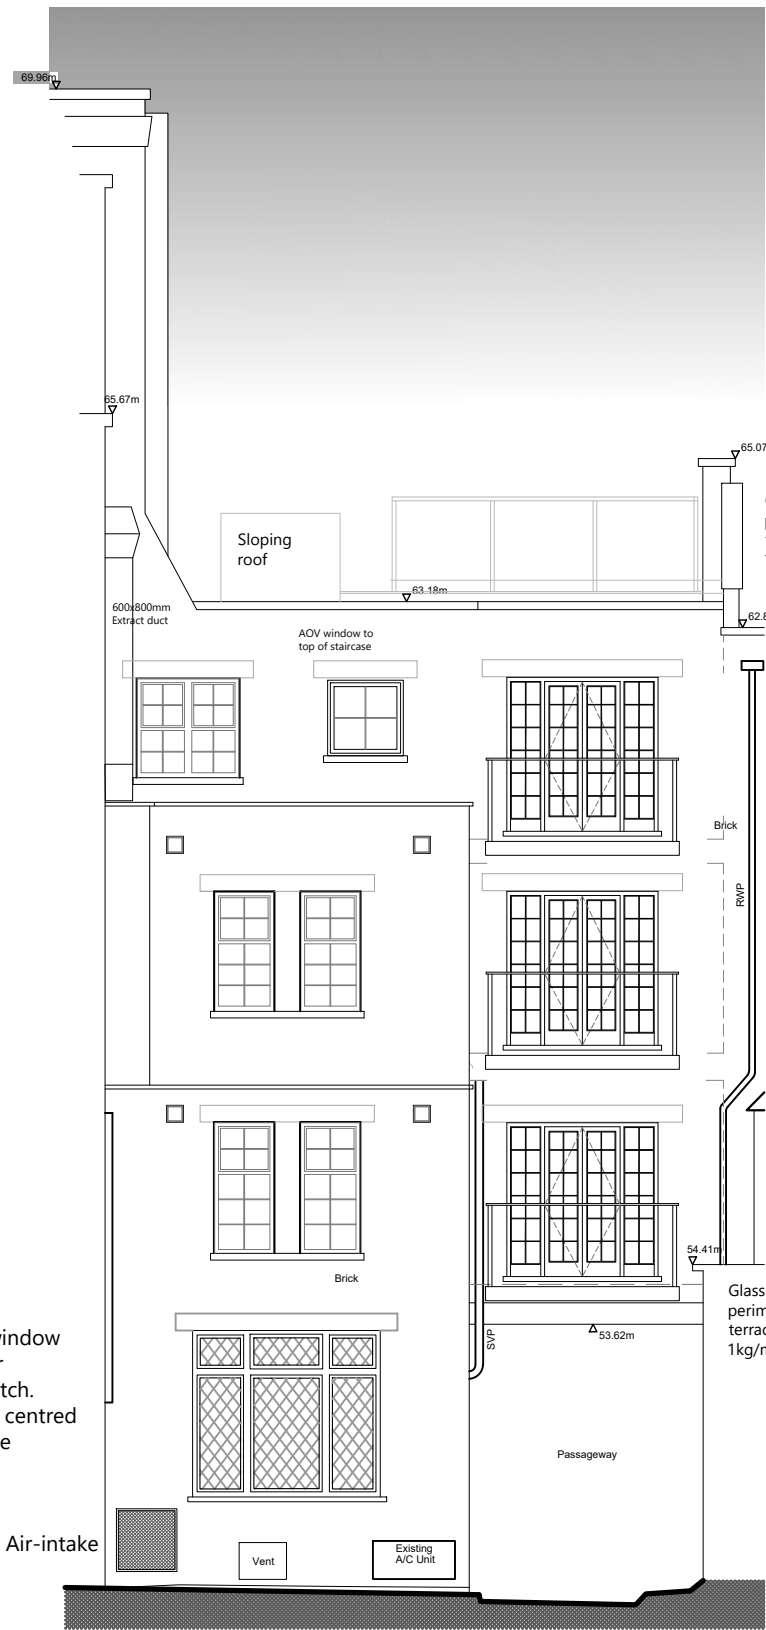 69.96m
65.67m
65.07
Sloping
roof
63.18m
600x800mm
Extract duct
62.8
AOV window to
top of staircase
Brick
RWP
54.41m
Brick
Glass
perim
terrac
1kg/m
53.62m
SVP
window
r
tch.
centred
e
Passageway
Air-intake
Vent
Existing
A/C Unit